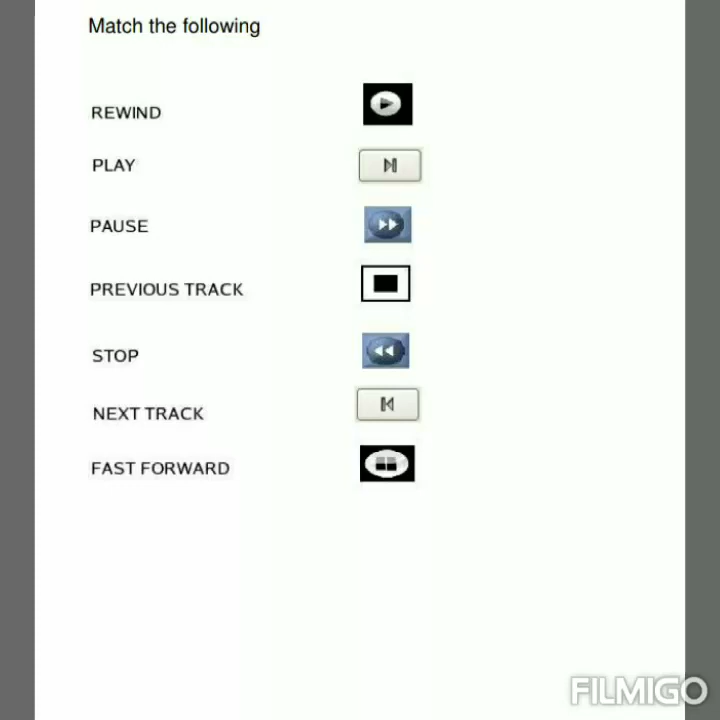 Match the following
REWIND
PLAY
PAUSE
PREVIOUS TRACK
STOP
NEXT TRACK
FAST FORWARD
FILMIGO